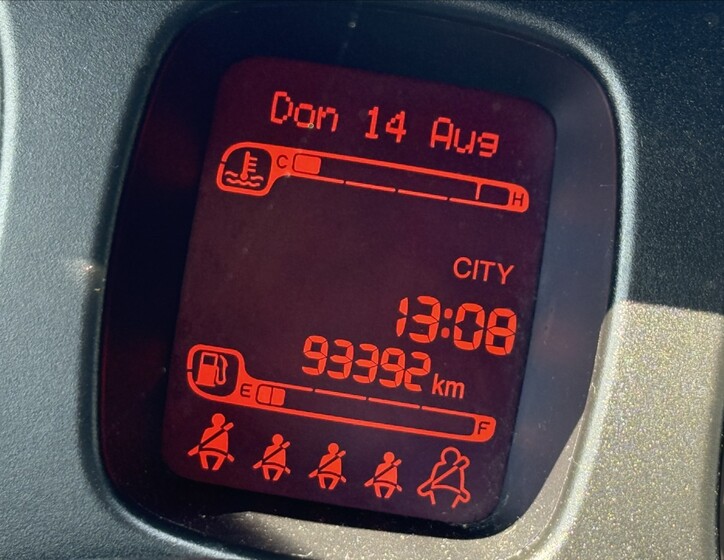 Don 14 Aug
C
H
CITY
13:08
93392 km
E
F